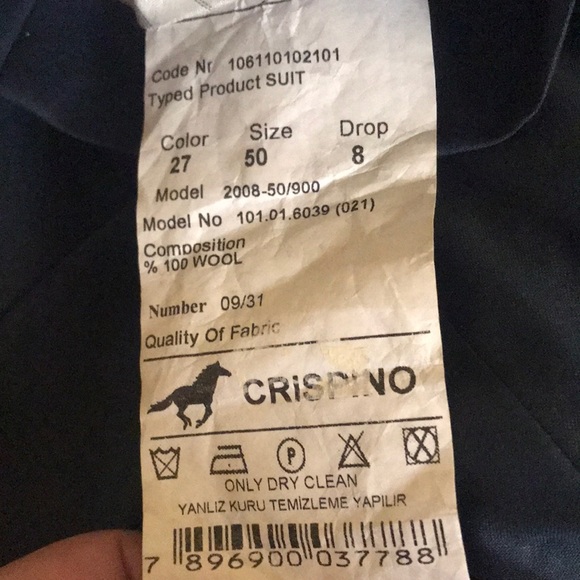 Code Nr 106110102101
Typed Product SUIT
Color Size Drop
27 50 8
Model 2008-50/900
Model No 101.01.6039 (021)
Composition
% 100 WOOL
Number 09/31
Quality Of Fabric
CRiSPINO
P
ONLY DRY CLEAN
YANLIZ KURU TEMİZLEME YAPILIR
7 896900 037788